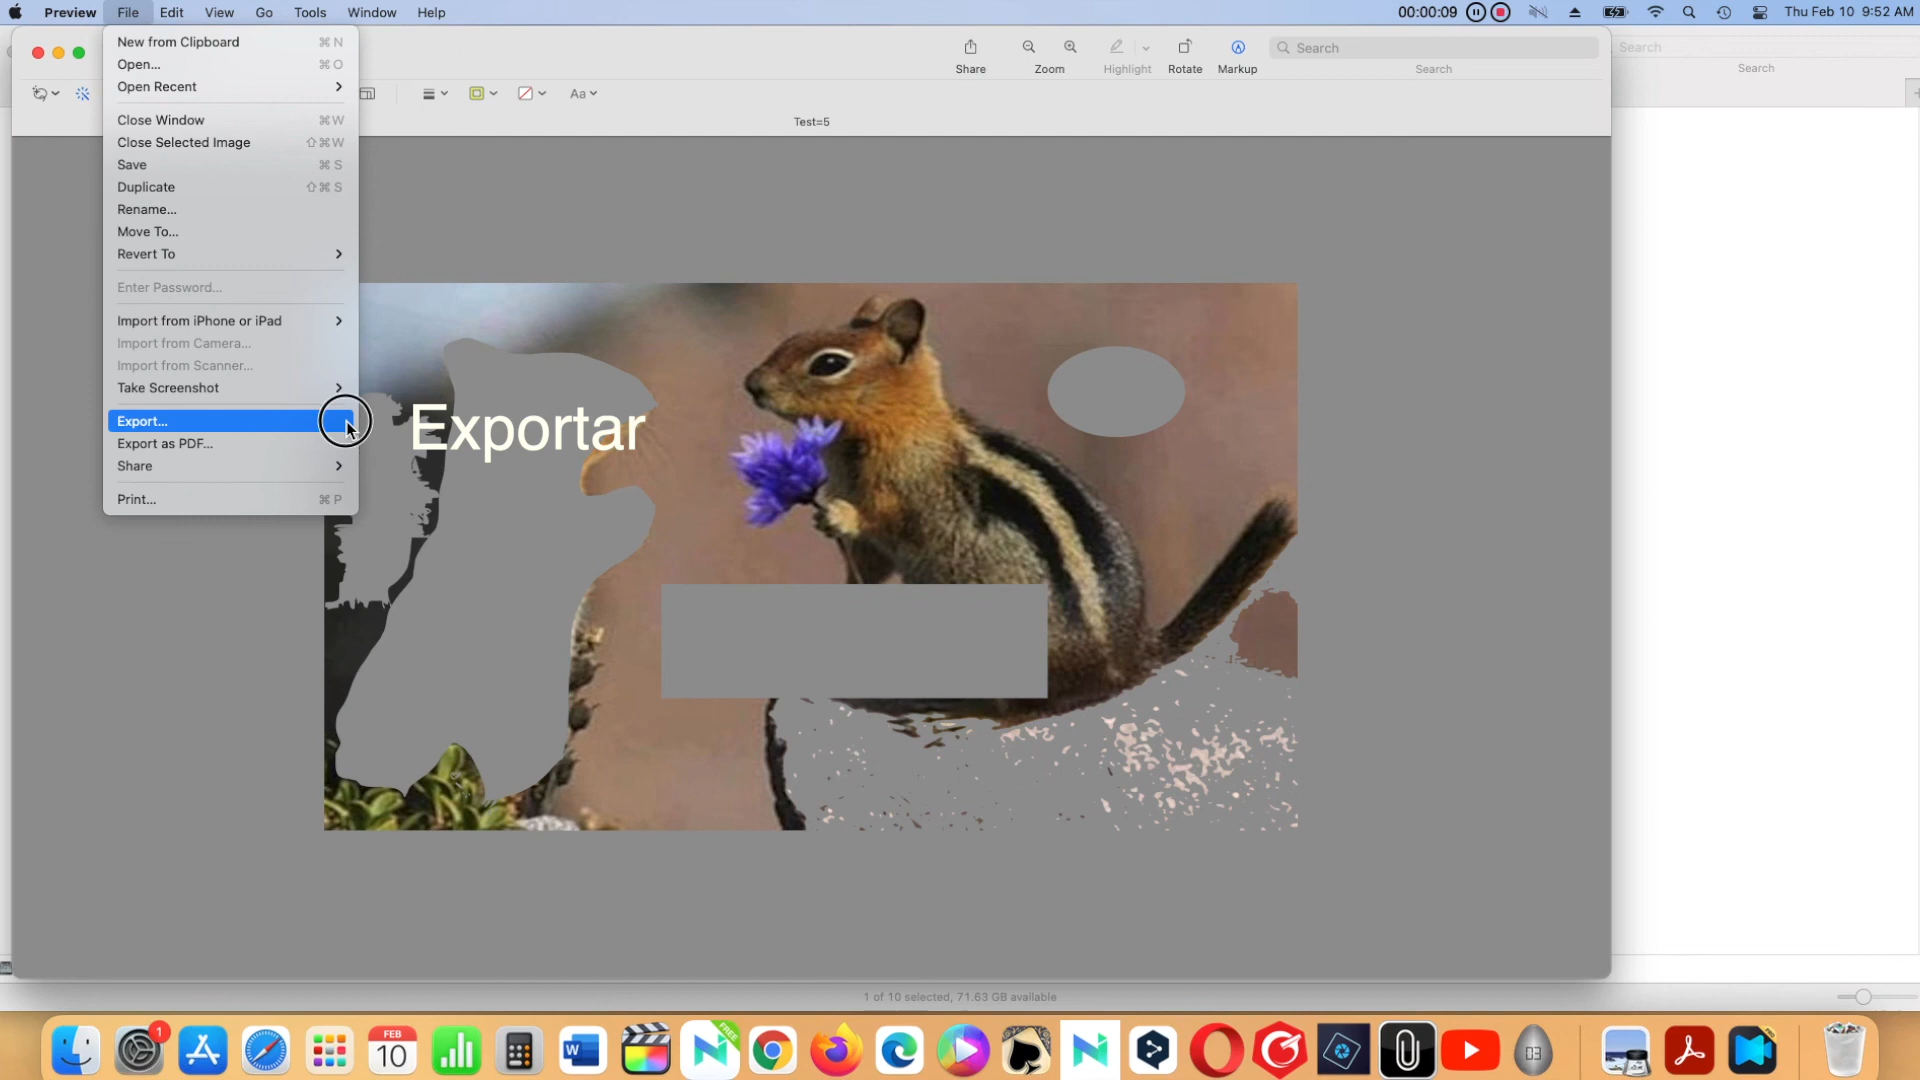 Preview File Edit View Go Tools Window Help 00:00:09 Thu Feb 10 9:52 AM
New from Clipboard ⌘ N
Open... ⌘ O
Open Recent
Close Window ⌘ W
Close Selected Image ⇧ ⌘ W
Save ⌘ S
Duplicate ⇧ ⌘ S
Rename...
Move To...
Revert To
Enter Password...
Import from iPhone or iPad
Import from Camera...
Import from Scanner...
Take Screenshot
Export...
Export as PDF...
Share
Print... ⌘ P
Search
Share Zoom Highlight Rotate Markup Search
Aa
Test=5
Search
Search
Exportar
1 of 10 selected, 71.63 GB available
1
FEB
10
W
FREE
03